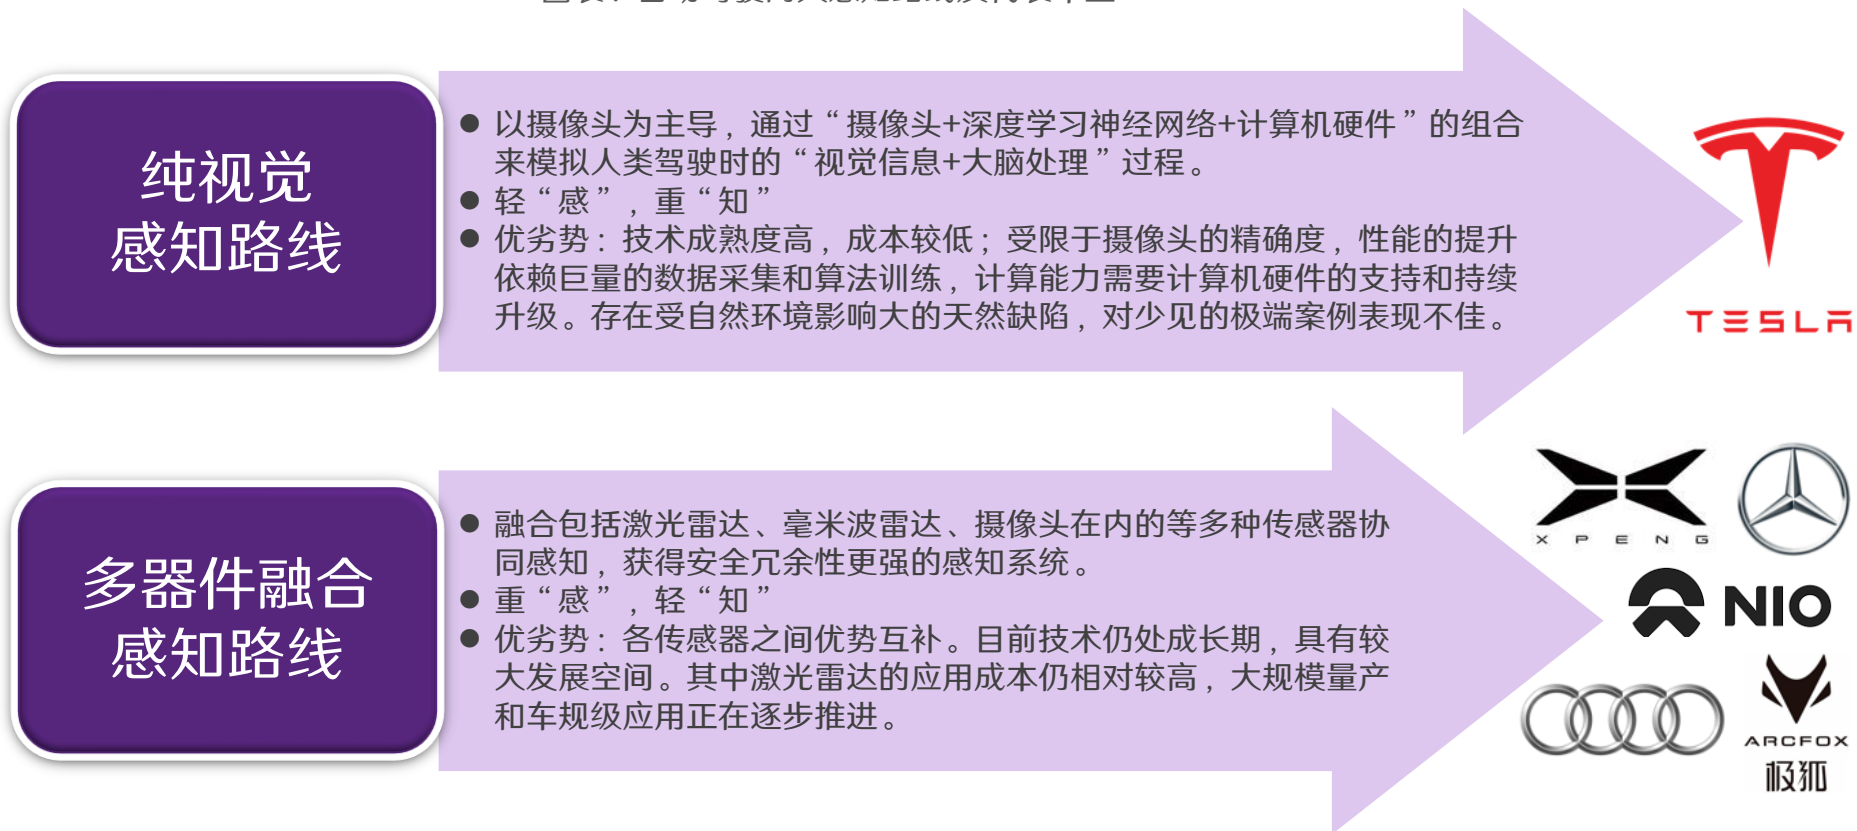 纯视觉
感知路线
● 以摄像头为主导，通过“摄像头+深度学习神经网络+计算机硬件”的组合
来模拟人类驾驶时的“视觉信息+大脑处理”过程。
● 轻“感”，重“知”
● 优劣势：技术成熟度高，成本较低；受限于摄像头的精确度，性能的提升
依赖巨量的数据采集和算法训练，计算能力需要计算机硬件的支持和持续
升级。存在受自然环境影响大的天然缺陷，对少见的极端案例表现不佳。
TESLA
多器件融合
感知路线
● 融合包括激光雷达、毫米波雷达、摄像头在内的等多种传感器协
同感知，获得安全冗余性更强的感知系统。
● 重“感”，轻“知”
● 优劣势：各传感器之间优势互补。目前技术仍处成长期，具有较
大发展空间。其中激光雷达的应用成本仍相对较高，大规模量产
和车规级应用正在逐步推进。
XPENG
NIO
ARCFOX
极狐